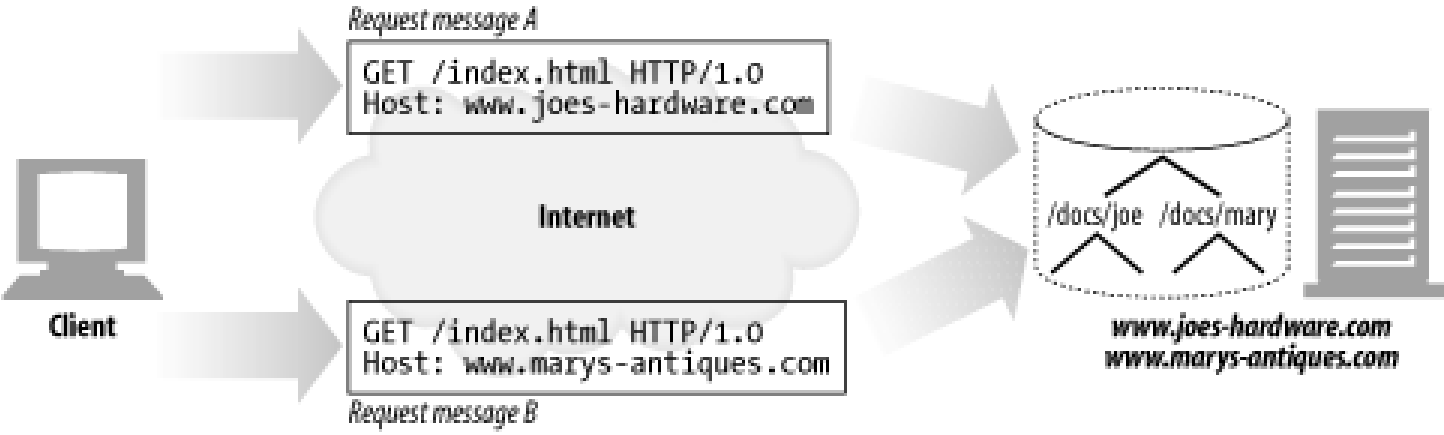 Request message A
GET /index.html HTTP/1.0
Host: www.joes-hardware.com
Internet
Client
GET /index.html HTTP/1.0
Host: www.marys-antiques.com
Request message B
/docs/joe /docs/mary
www.joes-hardware.com
www.marys-antiques.com